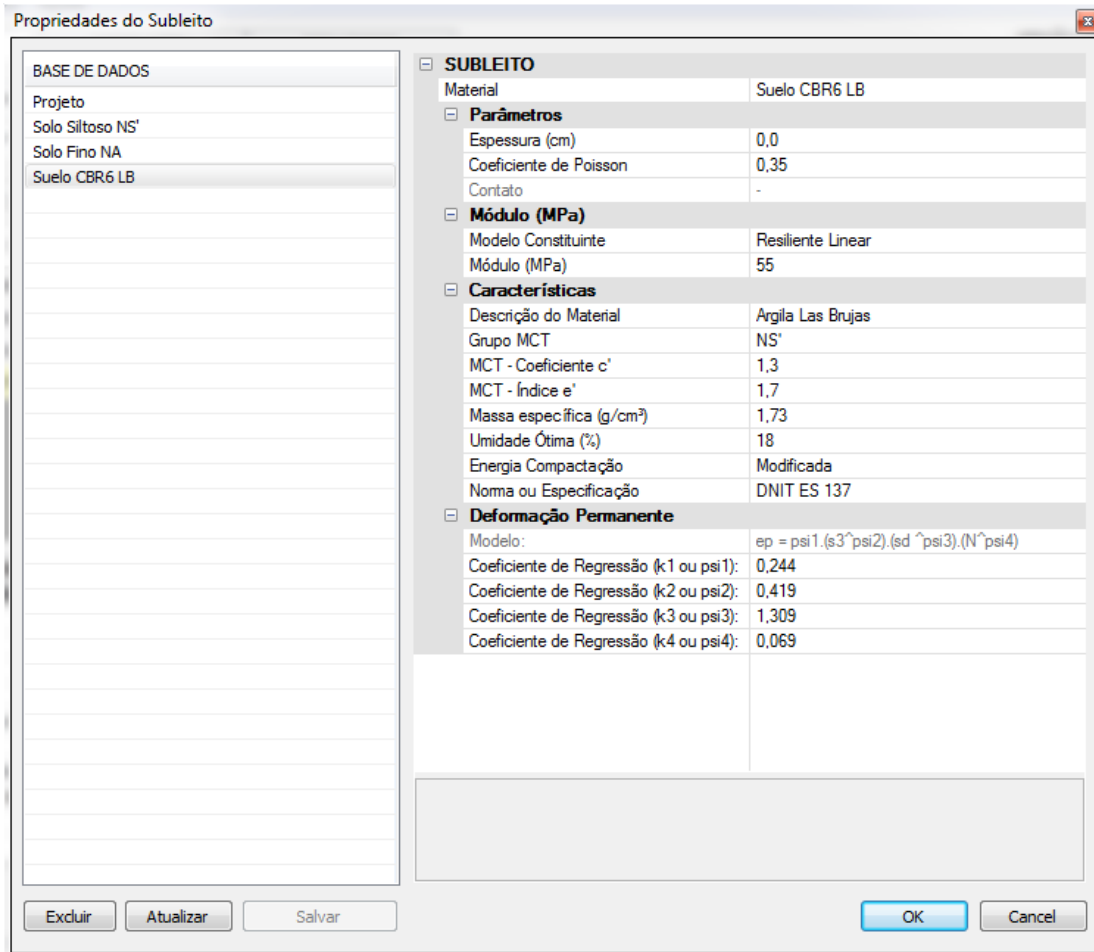 Propriedades do Subleito
BASE DE DADOS
Projeto
Solo Siltoso NS'
Solo Fino NA
Suelo CBR6 LB
SUBLEITO
Material Suelo CBR6 LB
Parâmetros
Espessura (cm) 0,0
Coeficiente de Poisson 0,35
Contato -
Módulo (MPa)
Modelo Constituinte Resiliente Linear
Módulo (MPa) 55
Características
Descrição do Material Argila Las Brujas
Grupo MCT NS'
MCT - Coeficiente c' 1,3
MCT - Índice e' 1,7
Massa específica (g/cm³) 1,73
Umidade Ótima (%) 18
Energia Compactação Modificada
Norma ou Especificação DNIT ES 137
Deformação Permanente
Modelo: ep = psi1.(s3^psi2).(sd ^psi3).(N^psi4)
Coeficiente de Regressão (k1 ou psi1): 0,244
Coeficiente de Regressão (k2 ou psi2): 0,419
Coeficiente de Regressão (k3 ou psi3): 1,309
Coeficiente de Regressão (k4 ou psi4): 0,069
Excluir Atualizar Salvar OK Cancel